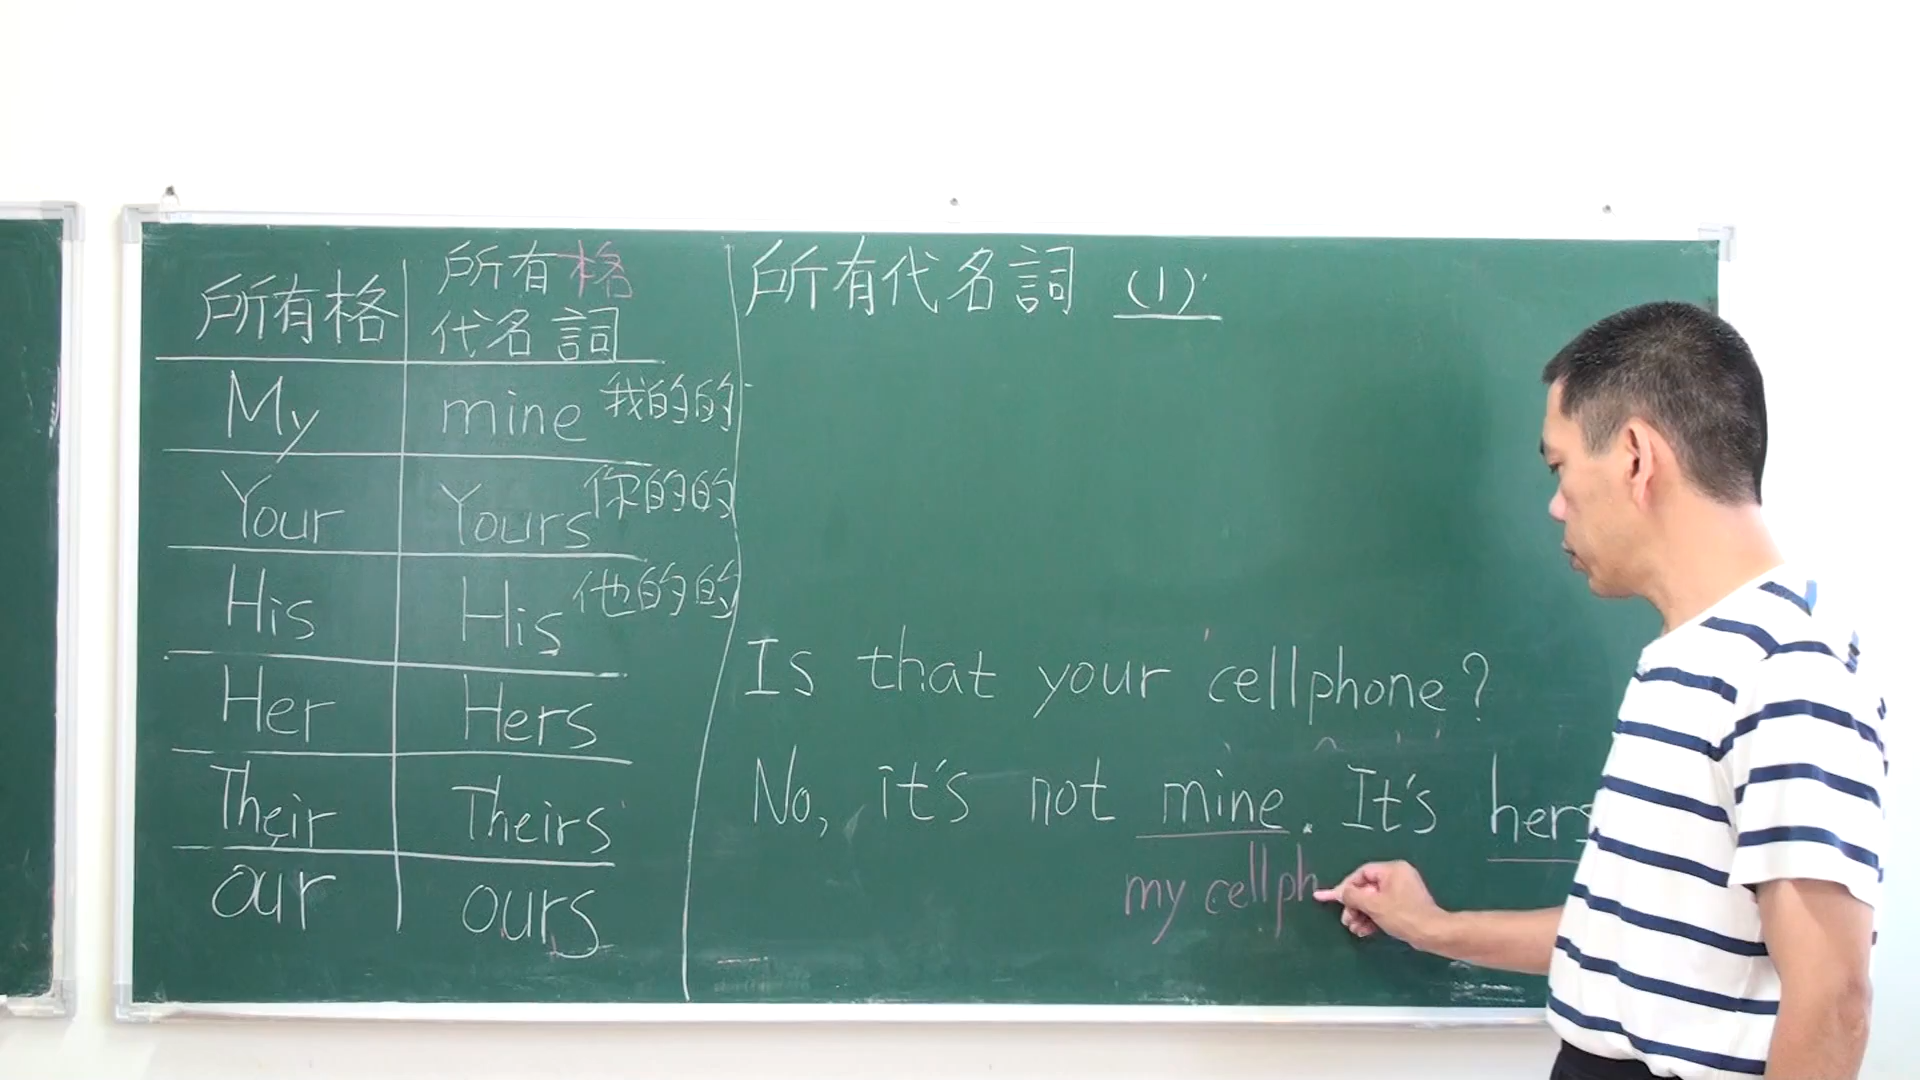 所有格 所有格
代名詞
My mine 我的的
Your Yours 你的的
His His 他的的
Her Hers
Their Theirs
our ours
所有代名詞 (1)
Is that your cellphone?
No, it's not mine. It's hers
my cellph